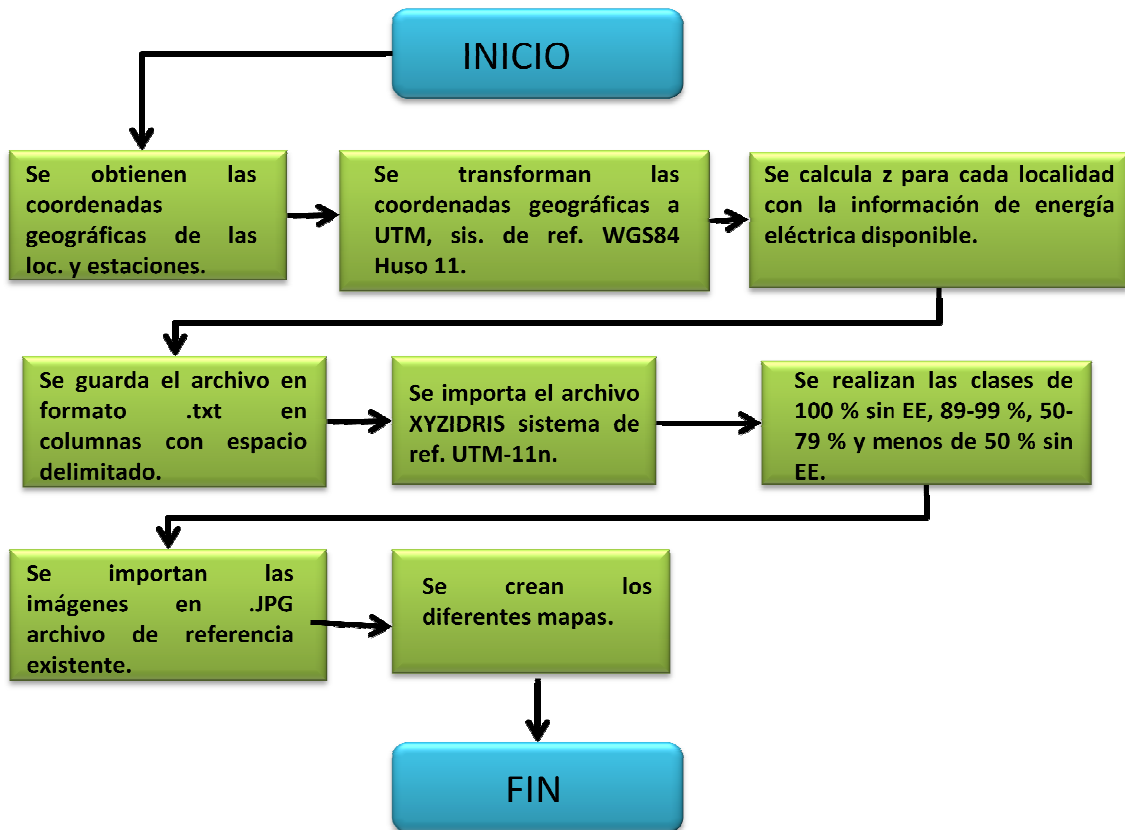 INICIO
Se obtienen las
coordenadas
geográficas de las
loc. y estaciones.
Se transforman las
coordenadas geográficas a
UTM, sis. de ref. WGS84
Huso 11.
Se calcula z para cada localidad
con la información de energía
eléctrica disponible.
Se guarda el archivo en
formato .txt en
columnas con espacio
delimitado.
Se importa el archivo
XYZIDRIS sistema de
ref. UTM-11n.
Se realizan las clases de
100 % sin EE, 89-99 %, 50-
79 % y menos de 50 % sin
EE.
Se importan las
imágenes en .JPG
archivo de referencia
existente.
Se crean los
diferentes mapas.
FIN